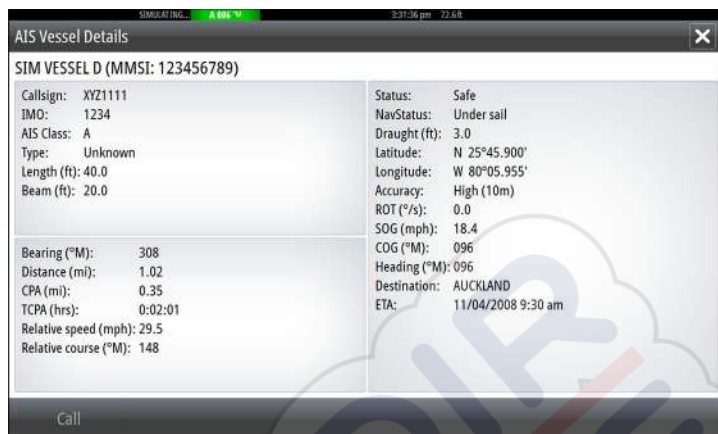 SIMULATING... A 806 °M 3:31:36 pm 72.6ft
AIS Vessel Details
SIM VESSEL D (MMSI: 123456789)
Callsign: XYZ1111
IMO: 1234
AIS Class: A
Type: Unknown
Length (ft): 40.0
Beam (ft): 20.0
Bearing (°M): 308
Distance (mi): 1.02
CPA (mi): 0.35
TCPA (hrs): 0:02:01
Relative speed (mph): 29.5
Relative course (°M): 148
Status: Safe
NavStatus: Under sail
Draught (ft): 3.0
Latitude: N 25°45.900'
Longitude: W 80°05.955'
Accuracy: High (10m)
ROT (°/s): 0.0
SOG (mph): 18.4
COG (°M): 096
Heading (°M): 096
Destination: AUCKLAND
ETA: 11/04/2008 9:30 am
Call